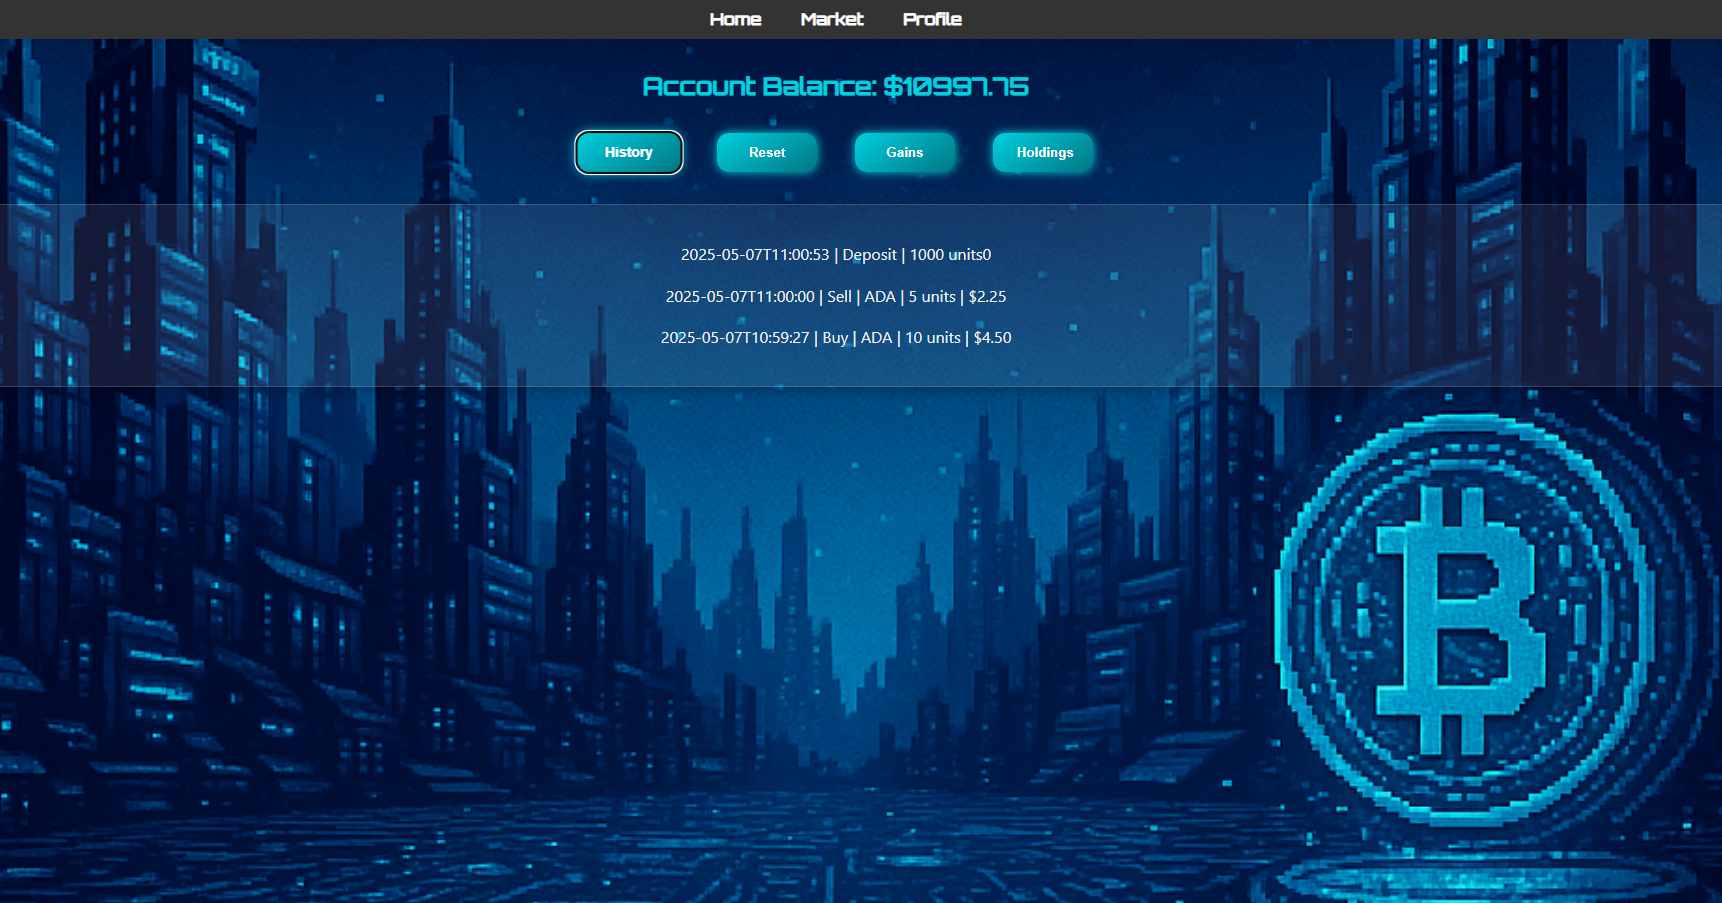 Home Market Profile
Account Balance: $10997.75
History Reset Gains Holdings
2025-05-07T11:00:53 | Deposit | 1000 units0
2025-05-07T11:00:00 | Sell | ADA | 5 units | $2.25
2025-05-07T10:59:27 | Buy | ADA | 10 units | $4.50